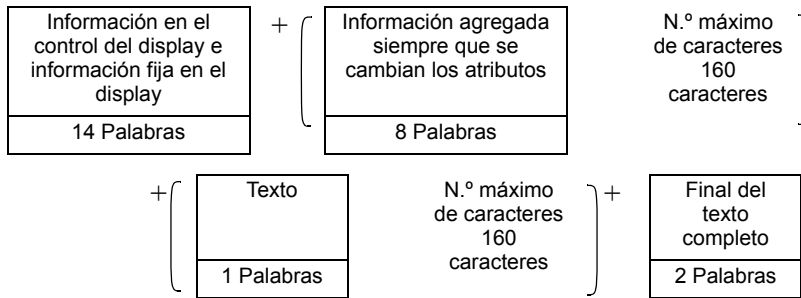 Información en el
control del display e
información fija en el
display
14 Palabras
+
Información agregada
siempre que se
cambian los atributos
8 Palabras
N.º máximo
de caracteres
160
caracteres
+
Texto
1 Palabras
N.º máximo
de caracteres
160
caracteres
+
Final del
texto
completo
2 Palabras